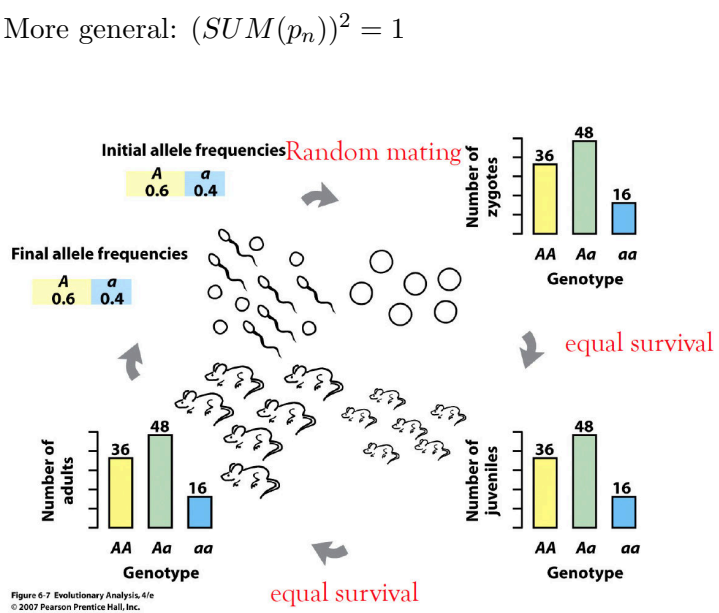 More general: (SUM(pₙ))² = 1
Initial allele frequencies
A a
0.6 0.4
Random mating
Number of
zygotes
36 48 16
AA Aa aa
Genotype
Final allele frequencies
A a
0.6 0.4
equal survival
Number of
adults
36 48 16
AA Aa aa
Genotype
Number of
juveniles
36 48 16
AA Aa aa
Genotype
equal survival
Figure 6-7 Evolutionary Analysis, 4/e
© 2007 Pearson Prentice Hall, Inc.